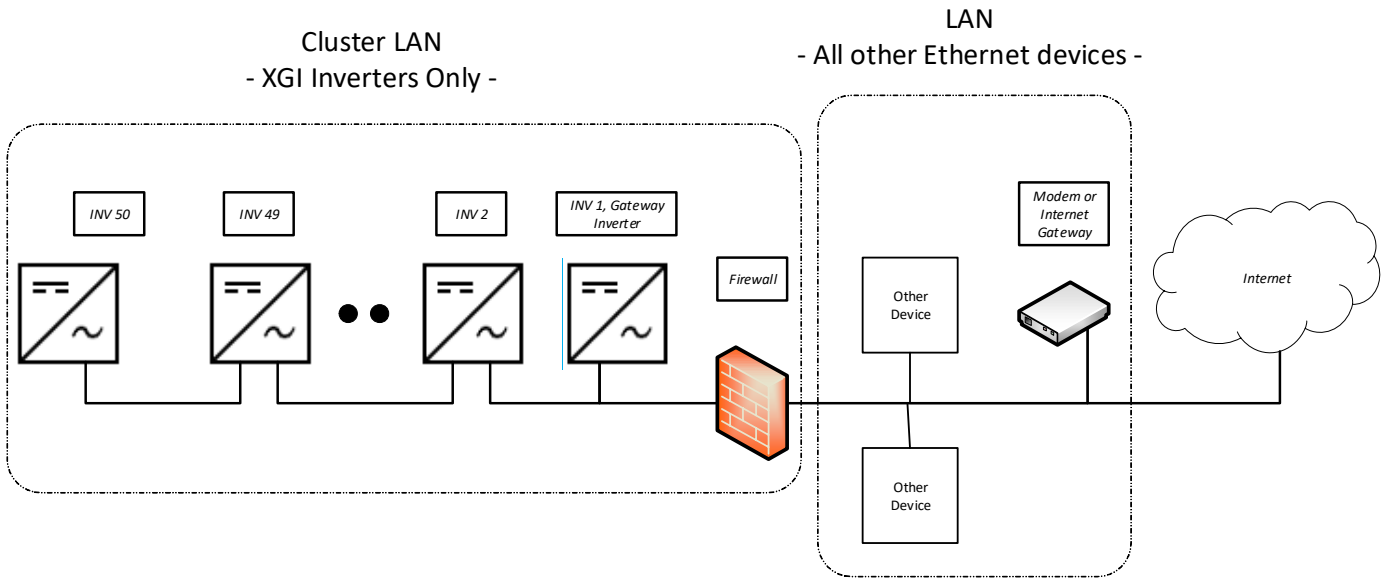 Cluster LAN
- XGI Inverters Only -
LAN
- All other Ethernet devices -
INV 50
INV 49
INV 2
INV 1, Gateway
Inverter
Firewall
Other
Device
Modem or
Internet
Gateway
Internet
Other
Device